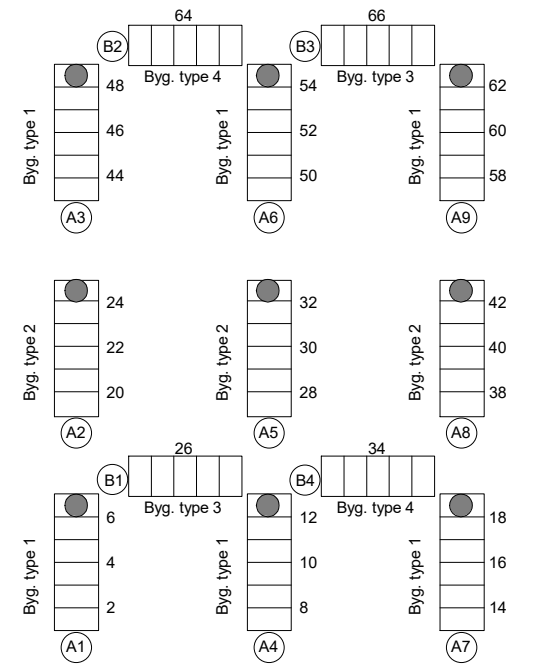 64 66
B2 B3
Byg. type 4 Byg. type 3
Byg. type 1 48 Byg. type 1 54 Byg. type 1 62
46 52 60
44 50 58
A3 A6 A9
Byg. type 2 24 Byg. type 2 32 Byg. type 2 42
22 30 40
20 28 38
A2 A5 A8
26 34
B1 B4
Byg. type 3 Byg. type 4
Byg. type 1 6 Byg. type 1 12 Byg. type 1 18
4 10 16
2 8 14
A1 A4 A7